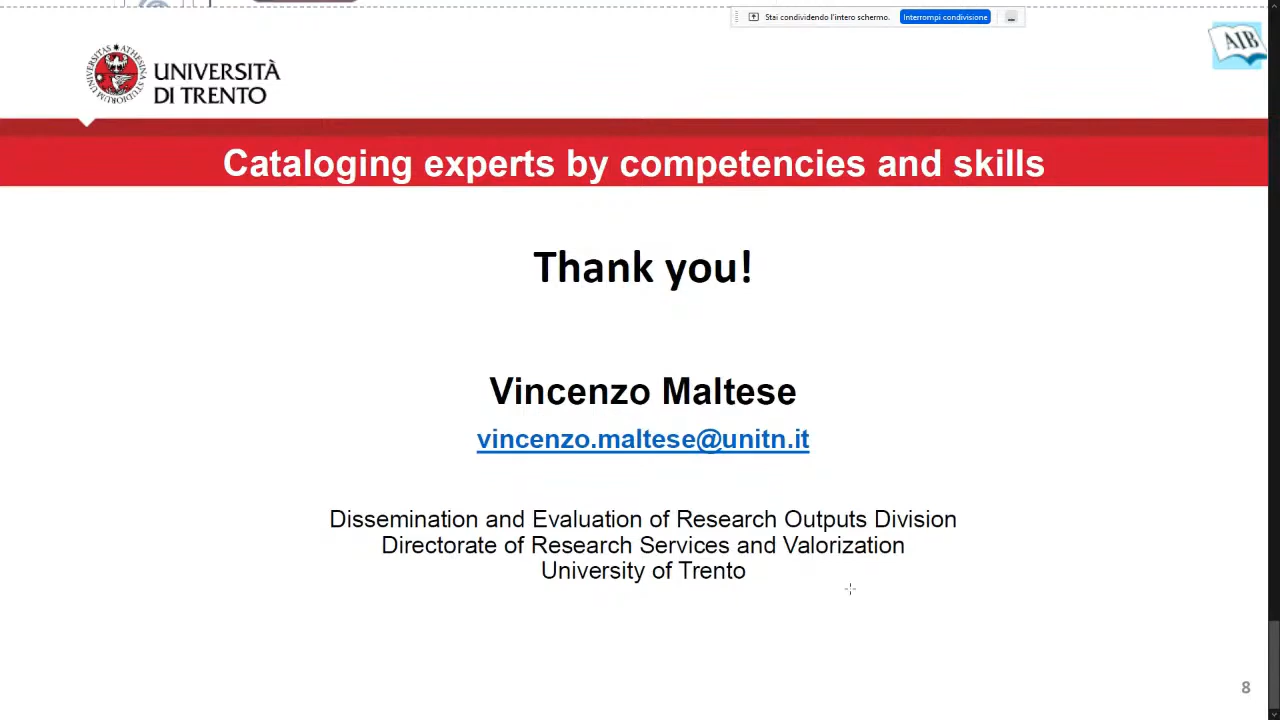 Stai condividendo l'intero schermo. Interrompi condivisione
AIB
UNIVERSITÀ
DI TRENTO
Cataloging experts by competencies and skills
Thank you!
Vincenzo Maltese
vincenzo.maltese@unitn.it
Dissemination and Evaluation of Research Outputs Division
Directorate of Research Services and Valorization
University of Trento
8